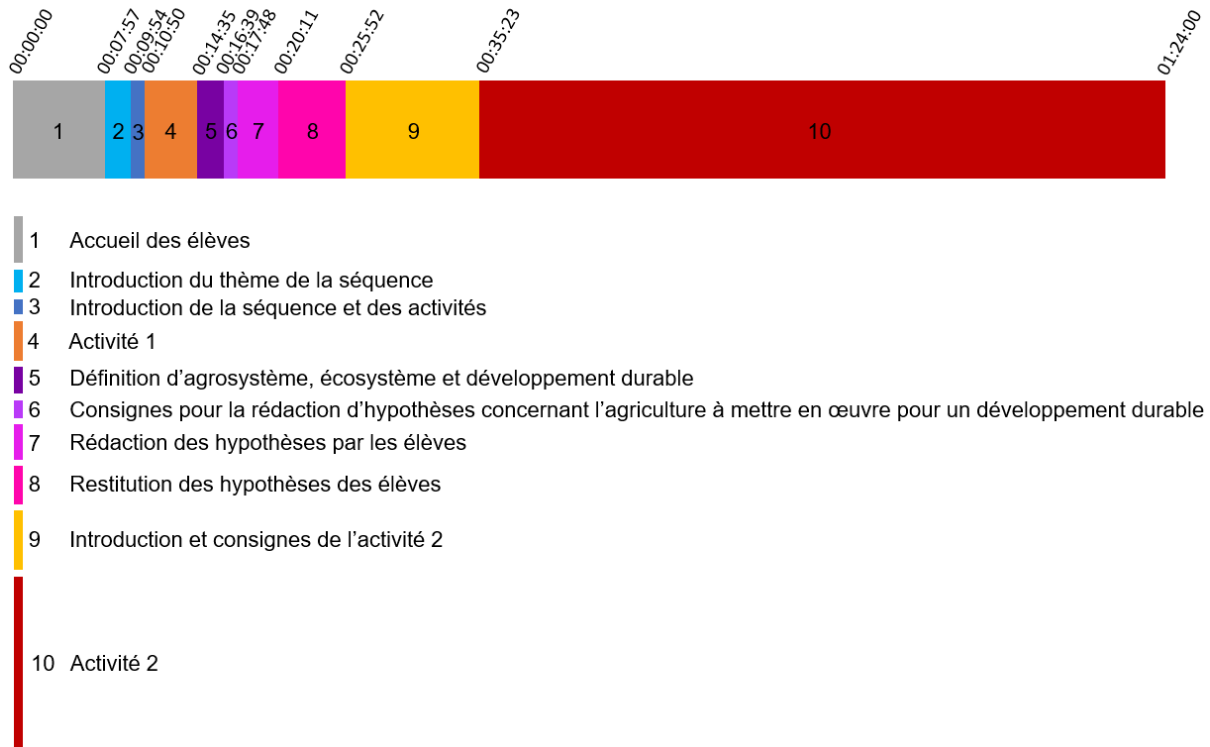 00:00:00
00:07:57
00:09:54
00:10:50
00:14:35
00:16:39
00:17:48
00:20:11
00:25:52
00:35:23
01:24:00
1 2 3 4 5 6 7 8 9 10
1 Accueil des élèves
2 Introduction du thème de la séquence
3 Introduction de la séquence et des activités
4 Activité 1
5 Définition d’agrosystème, écosystème et développement durable
6 Consignes pour la rédaction d’hypothèses concernant l’agriculture à mettre en œuvre pour un développement durable
7 Rédaction des hypothèses par les élèves
8 Restitution des hypothèses des élèves
9 Introduction et consignes de l’activité 2
10 Activité 2